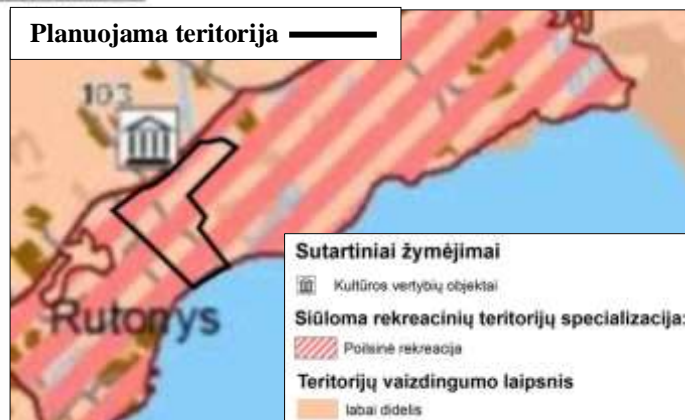 Planuojama teritorija
103
Rutonys
Sutartiniai žymėjimai
Kultūros vertybių objektai
Siūloma rekreacinių teritorijų specializacija:
Poilsinė rekreacija
Teritorijų vaizdingumo laipsnis
labai didelis